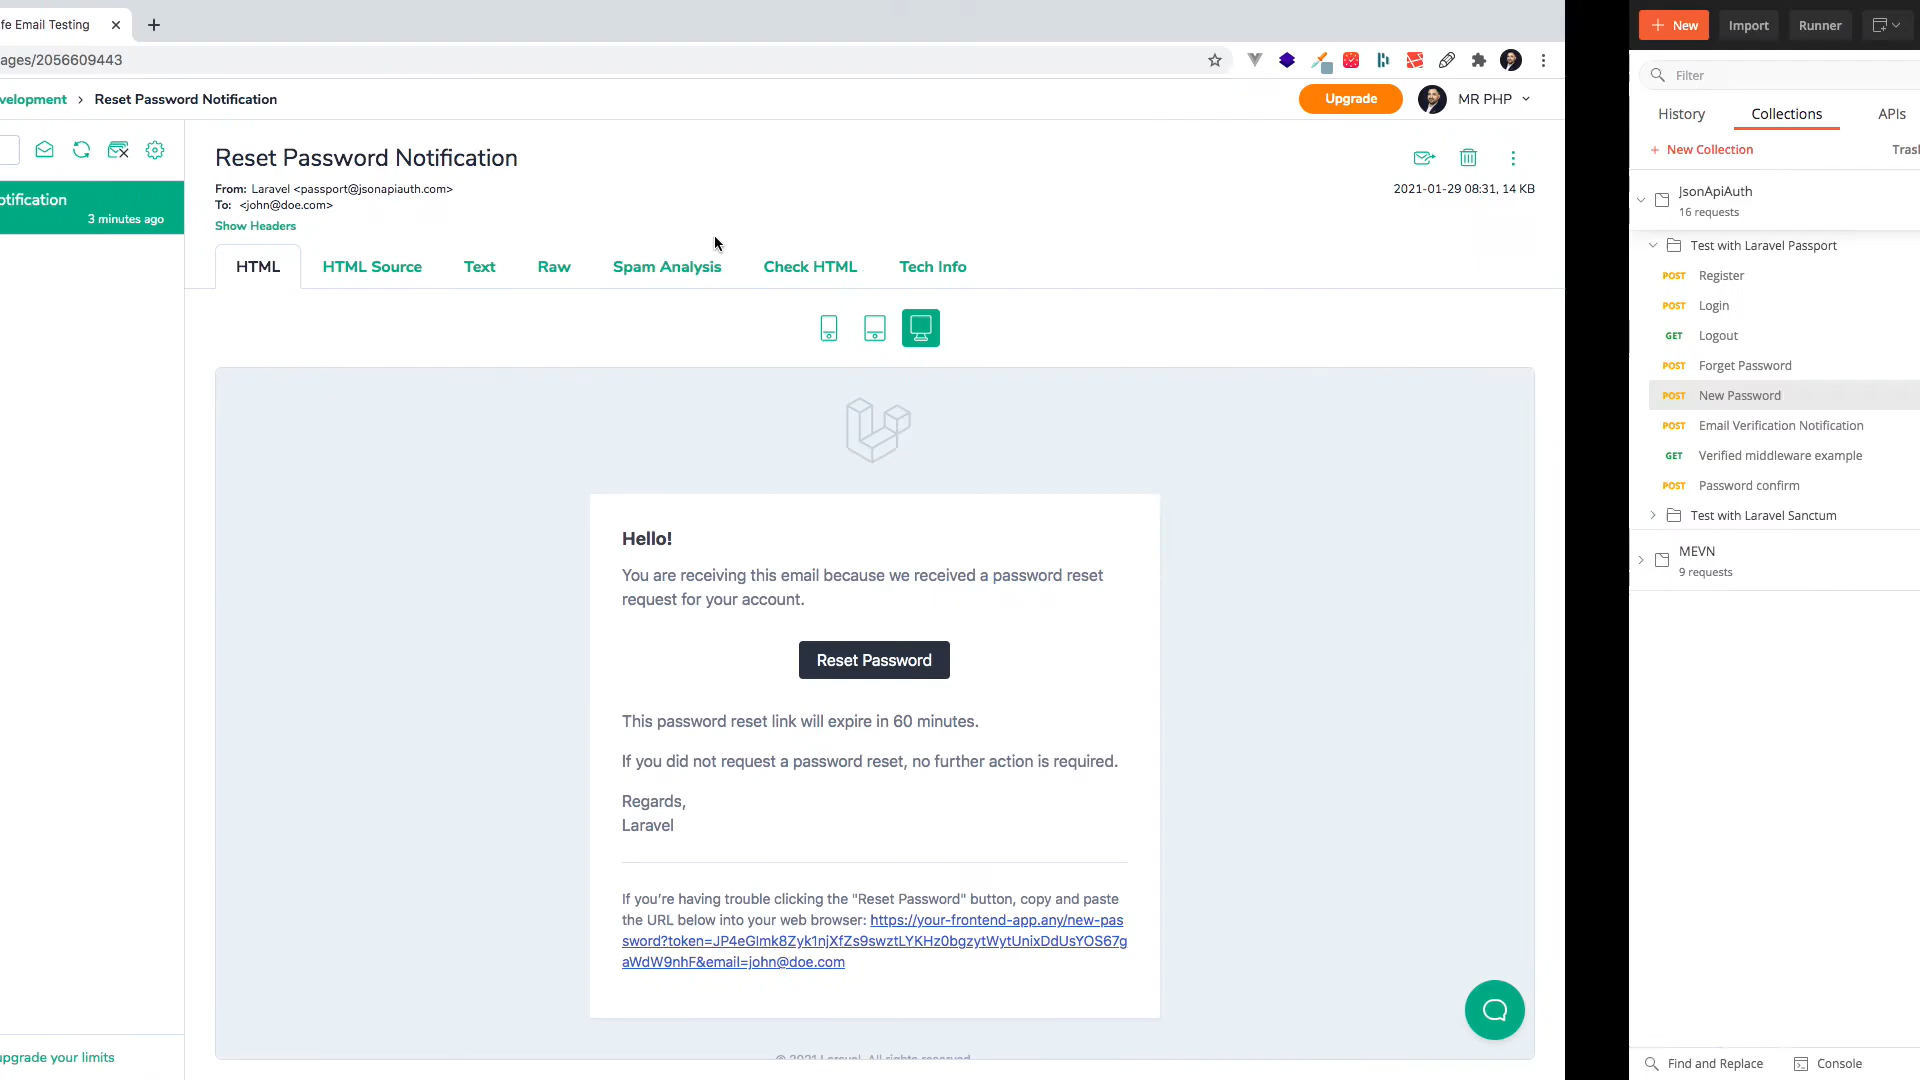 fe Email Testing
ages/2056609443
velopment > Reset Password Notification
Upgrade
MR PHP
otification
3 minutes ago
Reset Password Notification
From: Laravel <passport@jsonapiauth.com>
To: <john@doe.com>
Show Headers
2021-01-29 08:31, 14 KB
HTML
HTML Source
Text
Raw
Spam Analysis
Check HTML
Tech Info
Hello!
You are receiving this email because we received a password reset
request for your account.
Reset Password
This password reset link will expire in 60 minutes.
If you did not request a password reset, no further action is required.
Regards,
Laravel
If you're having trouble clicking the "Reset Password" button, copy and paste
the URL below into your web browser: https://your-frontend-app.any/new-pas
sword?token=JP4eGlmk8Zyk1njXfZs9swztLYKHz0bgzytWytUnixDdUsYOS67g
aWdW9nhF&email=john@doe.com
© 2021 Laravel. All rights reserved.
upgrade your limits
New
Import
Runner
Filter
History
Collections
APIs
+ New Collection
Trasl
JsonApiAuth
16 requests
Test with Laravel Passport
POST Register
POST Login
GET Logout
POST Forget Password
POST New Password
POST Email Verification Notification
GET Verified middleware example
POST Password confirm
Test with Laravel Sanctum
MEVN
9 requests
Find and Replace
Console